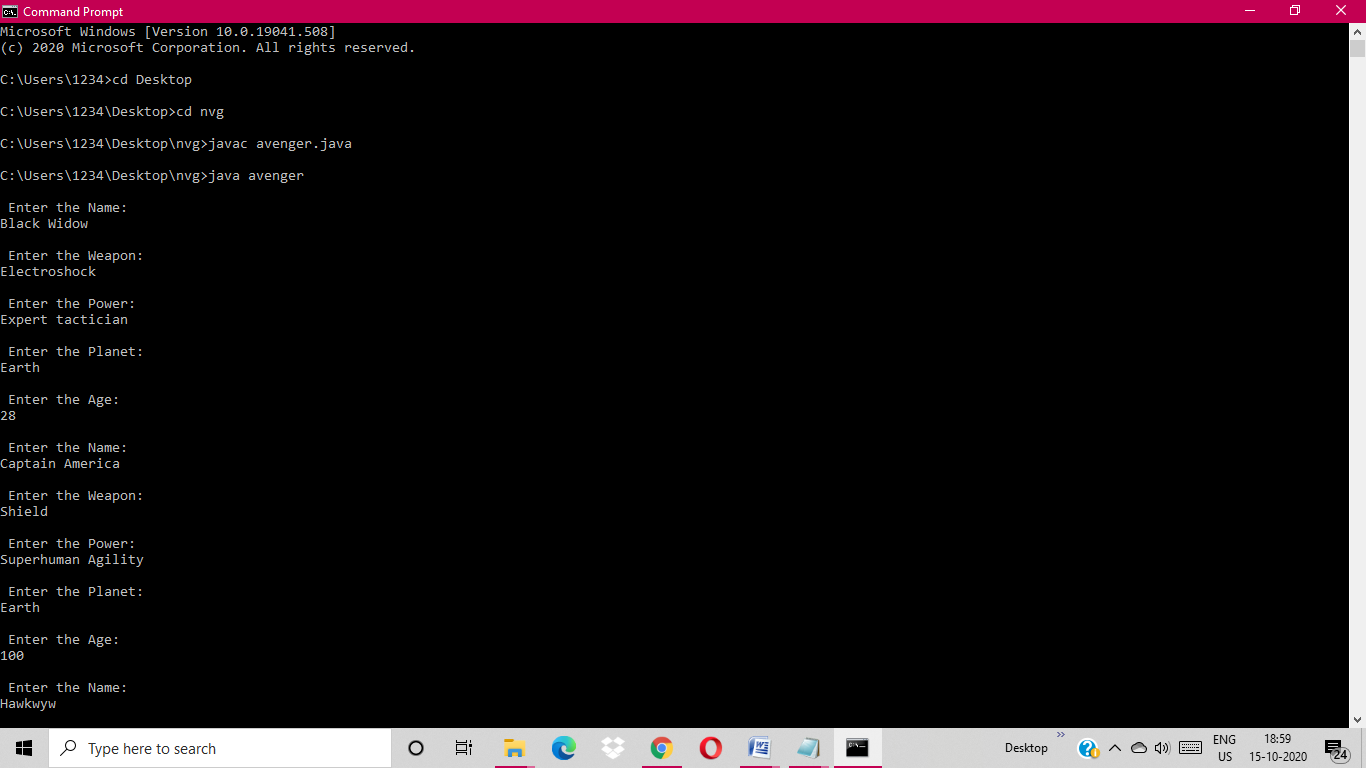 Command Prompt
Microsoft Windows [Version 10.0.19041.508]
(c) 2020 Microsoft Corporation. All rights reserved.
C:\Users\1234>cd Desktop
C:\Users\1234\Desktop>cd nvg
C:\Users\1234\Desktop\nvg>javac avenger.java
C:\Users\1234\Desktop\nvg>java avenger
Enter the Name:
Black Widow
Enter the Weapon:
Electroshock
Enter the Power:
Expert tactician
Enter the Planet:
Earth
Enter the Age:
28
Enter the Name:
Captain America
Enter the Weapon:
Shield
Enter the Power:
Superhuman Agility
Enter the Planet:
Earth
Enter the Age:
100
Enter the Name:
Hawkwyw
Type here to search
Desktop
ENG
US
18:59
15-10-2020
24